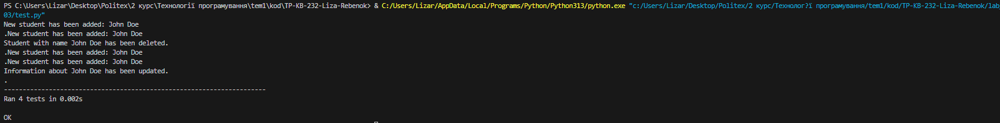 PS C:\Users\Lizar\Desktop\Politex\2 курс\Технології програмування\tem1\kod\TP-KB-232-Liza-Rebenok> & C:/Users/Lizar/AppData/Local/Programs/Python/Python313/python.exe "c:/Users/Lizar/Desktop/Politex/2 курс/Технолог?ї програмування/tem1/kod/TP-KB-232-Liza-Rebenok/lab_
03/test.py"
New student has been added: John Doe
.New student has been added: John Doe
Student with name John Doe has been deleted.
.New student has been added: John Doe
.New student has been added: John Doe
Information about John Doe has been updated.
.
----------------------------------------------------------------------
Ran 4 tests in 0.002s
OK